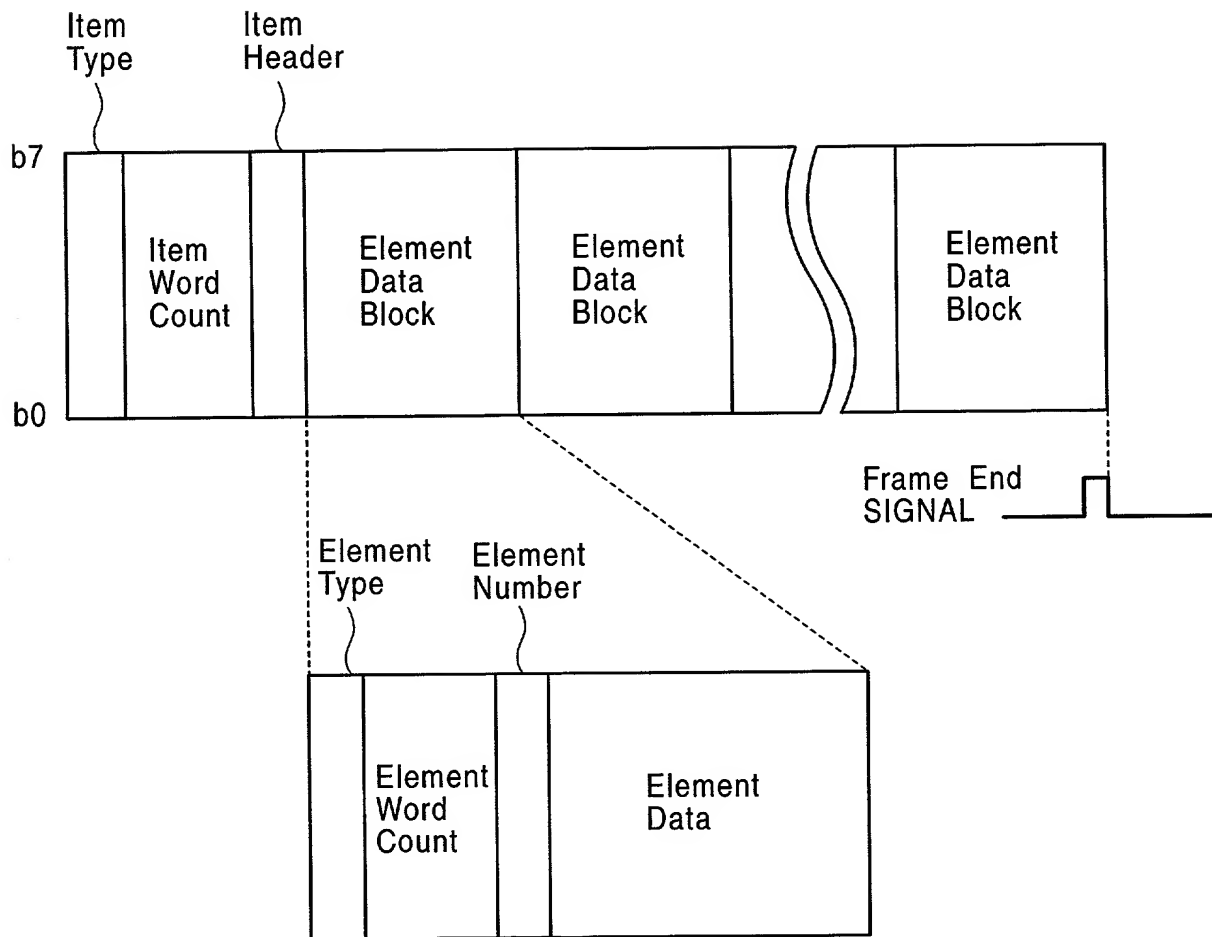 Item
Type
Item
Header
b7
b0
Item
Word
Count
Element
Data
Block
Element
Data
Block
Element
Data
Block
Frame End
SIGNAL
Element
Type
Element
Number
Element
Word
Count
Element
Data